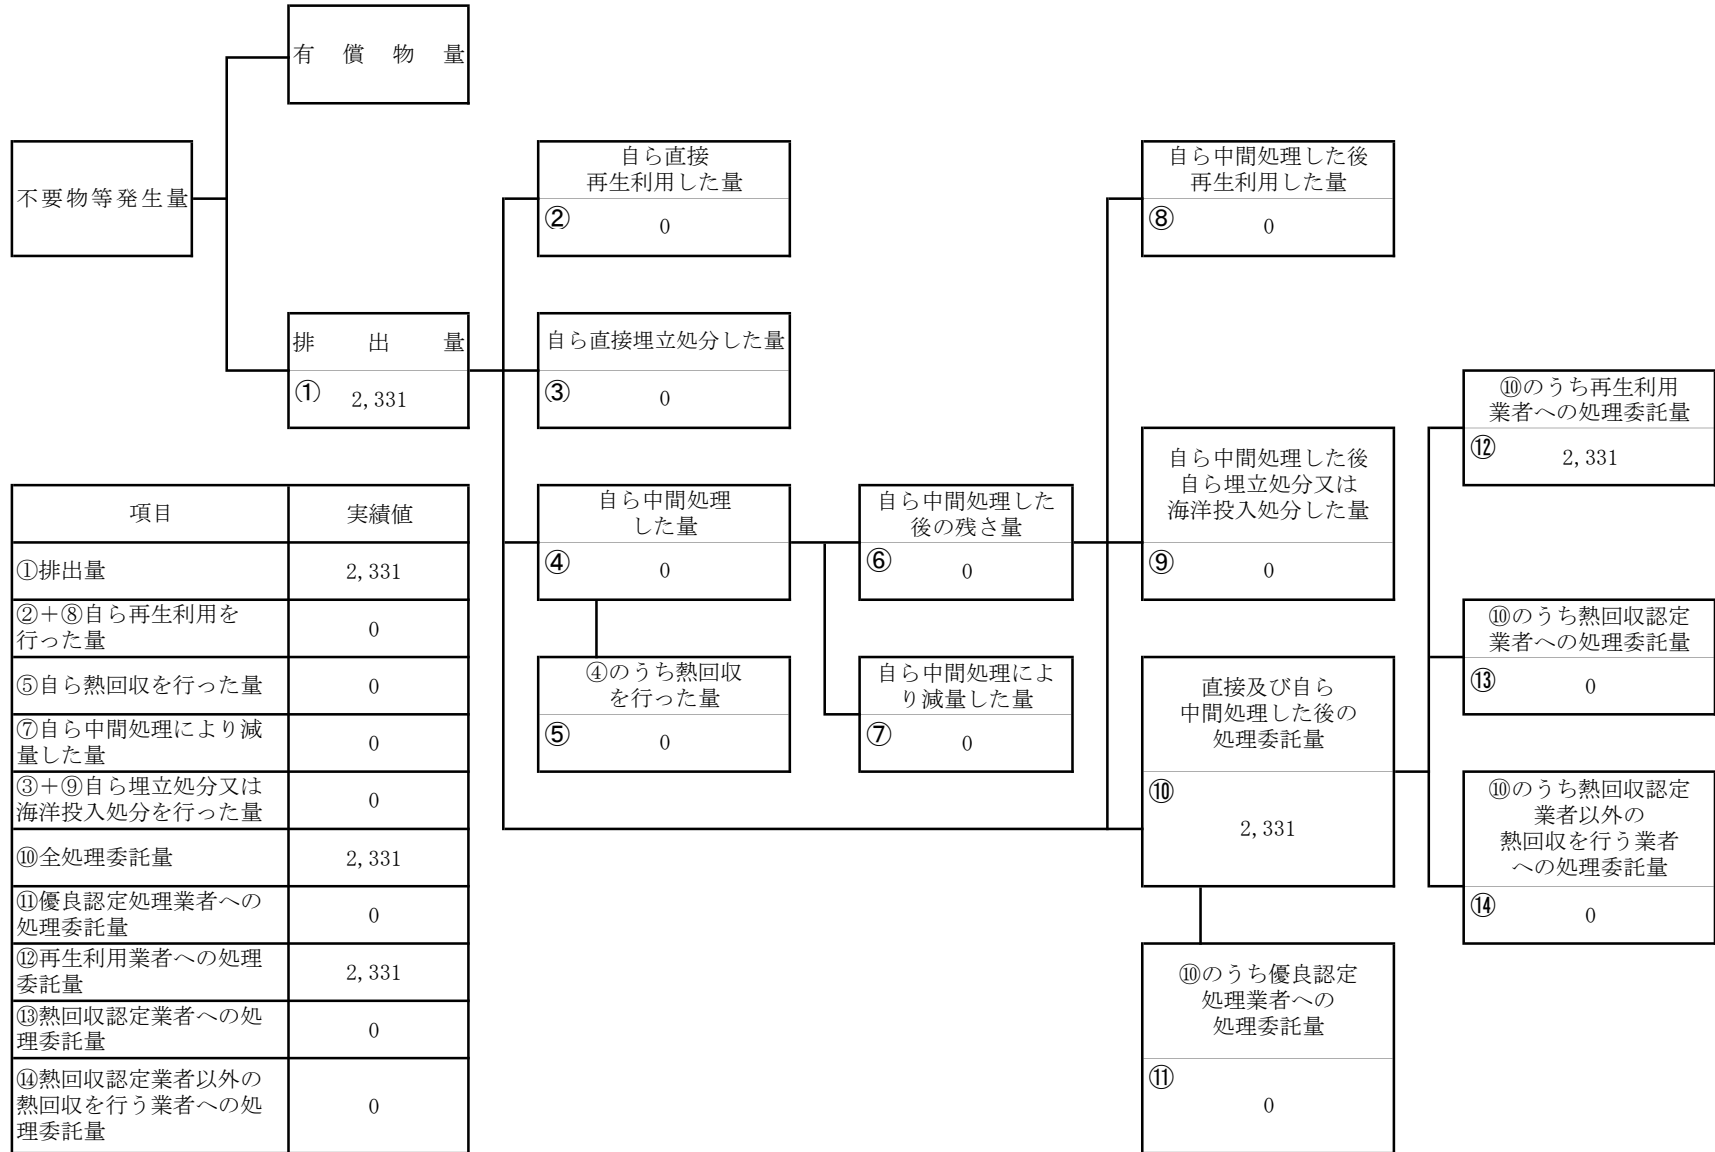 有償物量
不要物等発生量
排出量
① 2,331
自ら直接
再生利用した量
② 0
自ら直接埋立処分した量
③ 0
自ら中間処理
した量
④ 0
④のうち熱回収
を行った量
⑤ 0
自ら中間処理した
後の残さ量
⑥ 0
自ら中間処理によ
り減量した量
⑦ 0
自ら中間処理した後
再生利用した量
⑧ 0
自ら中間処理した後
自ら埋立処分又は
海洋投入処分した量
⑨ 0
直接及び自ら
中間処理した後の
処理委託量
⑩
2,331
⑩のうち優良認定
処理業者への
処理委託量
⑪
0
⑩のうち再生利用
業者への処理委託量
⑫ 2,331
⑩のうち熱回収認定
業者への処理委託量
⑬ 0
⑩のうち熱回収認定
業者以外の
熱回収を行う業者
への処理委託量
⑭ 0
項目 実績値
①排出量 2,331
②＋⑧自ら再生利用を
行った量 0
⑤自ら熱回収を行った量 0
⑦自ら中間処理により減
量した量 0
③＋⑨自ら埋立処分又は
海洋投入処分を行った量 0
⑩全処理委託量 2,331
⑪優良認定処理業者への
処理委託量 0
⑫再生利用業者への処理
委託量 2,331
⑬熱回収認定業者への処
理委託量 0
⑭熱回収認定業者以外の
熱回収を行う業者への処
理委託量 0